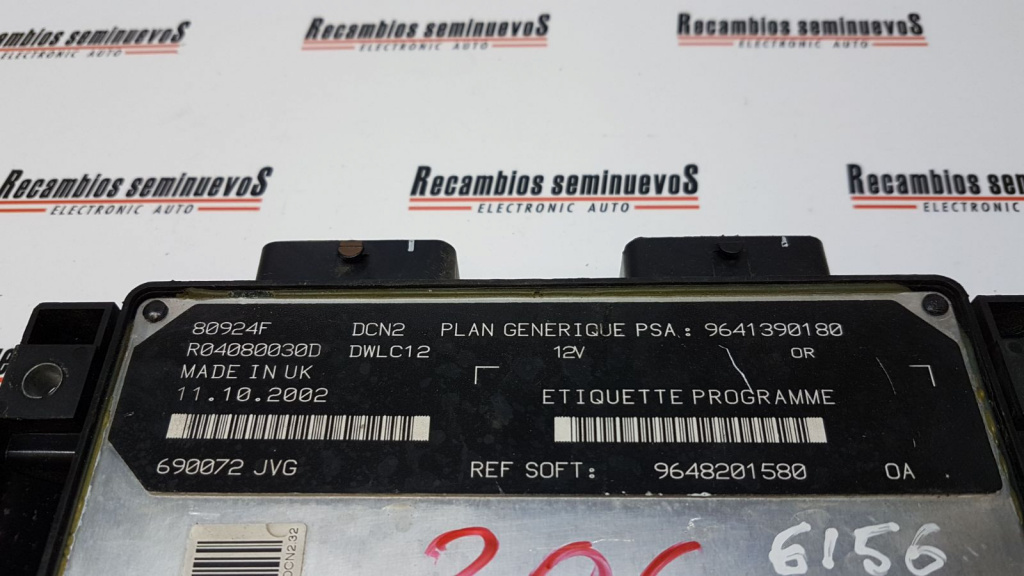 Recambios seminuevoS
ELECTRONIC AUTO
Recambios seminuevoS
ELECTRONIC AUTO
Recambios seminuevoS
ELECTRONIC AUTO
Recambios seminuevoS
ELECTRONIC AUTO
Recambios seminuevoS
ELECTRONIC AUTO
Recambios
ELECTRONIC
80924F DCN2 PLAN GENERIQUE PSA: 9641390180
R04080030D DWLC12 12V OR
MADE IN UK
11.10.2002 ETIQUETTE PROGRAMME
690072 JVG REF SOFT: 9648201580 0A
DCN2.32
206 6156